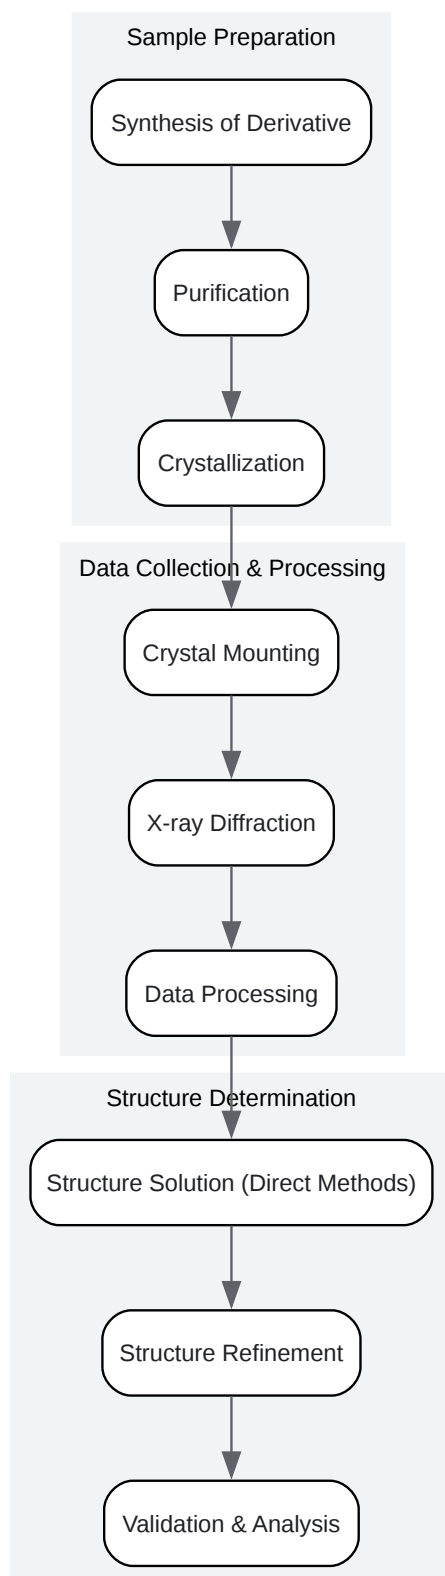 Sample Preparation
Synthesis of Derivative
Purification
Crystallization
Data Collection & Processing
Crystal Mounting
X-ray Diffraction
Data Processing
Structure Determination
Structure Solution (Direct Methods)
Structure Refinement
Validation & Analysis